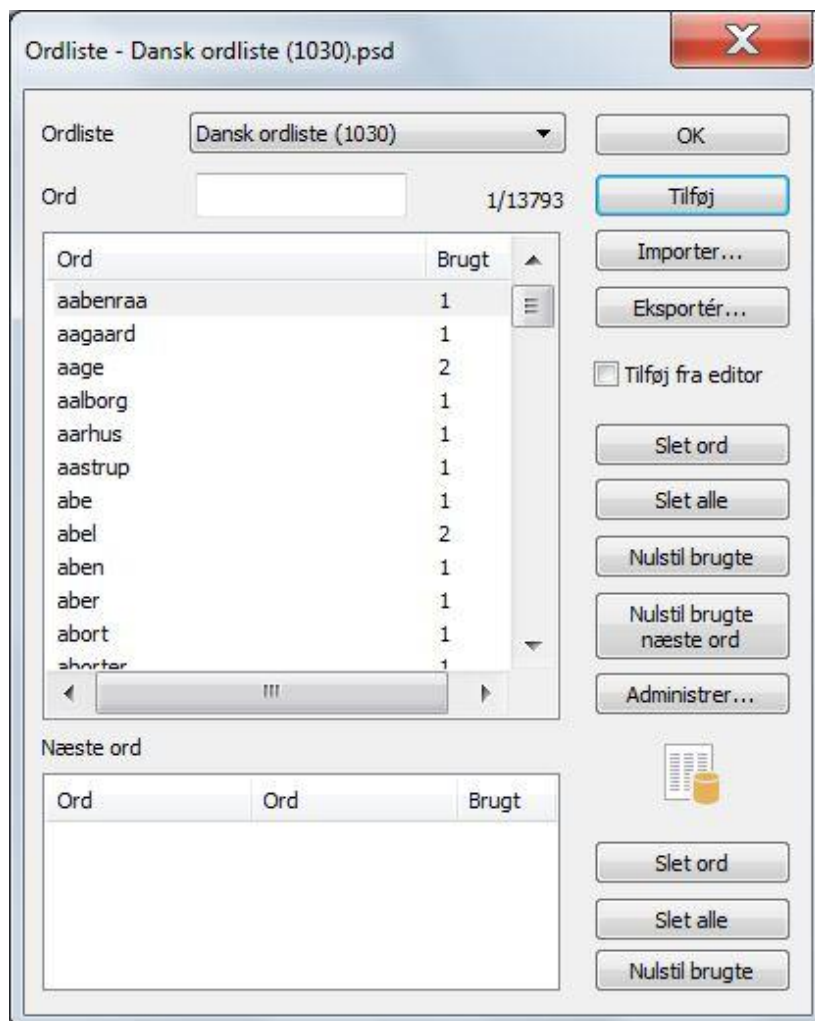 Ordliste - Dansk ordliste (1030).psd
Ordliste Dansk ordliste (1030) OK
Ord 1/13793 Tilføj
Ord Brugt Importer...
aabenraa 1 Eksportér...
aagaard 1
aage 2 Tilføj fra editor
aalborg 1
aarhus 1 Slet ord
aastrup 1
abe 1 Slet alle
abel 2
aben 1 Nulstil brugte
aber 1 Nulstil brugte
abort 1 næste ord
aborter 1
Administrer...
Næste ord
Ord Ord Brugt
Slet ord
Slet alle
Nulstil brugte